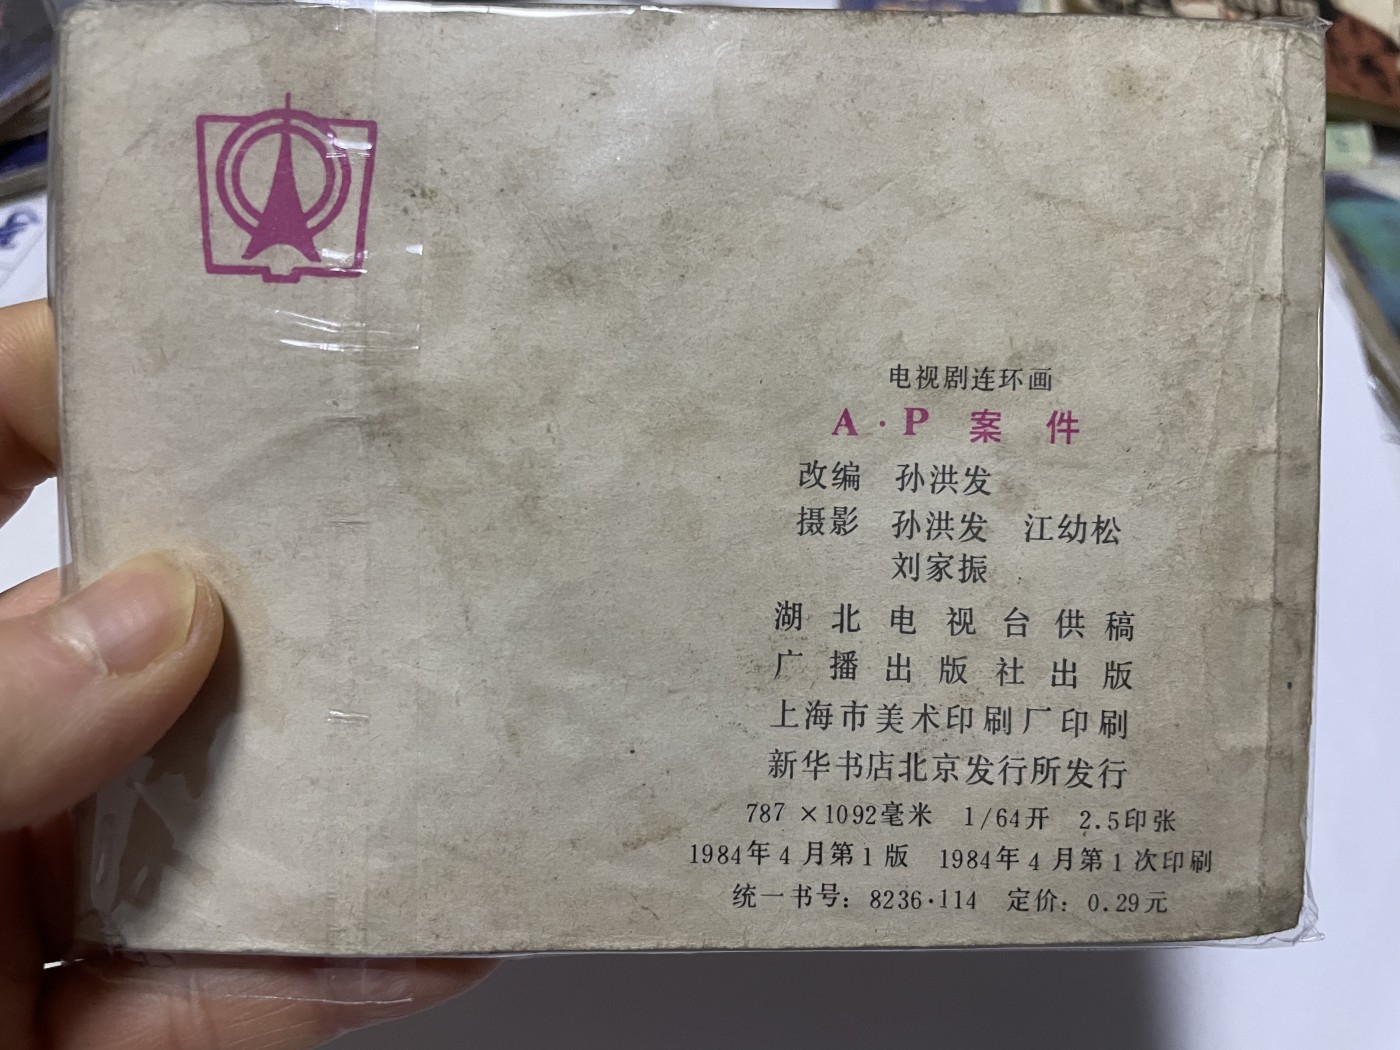 电视剧连环画
A·P 案件
改编 孙洪发
摄影 孙洪发 江幼松
刘家振
湖北电视台供稿
广播出版社出版
上海市美术印刷厂印刷
新华书店北京发行所发行
787×1092毫米 1/64开 2.5印张
1984年4月第1版 1984年4月第1次印刷
统一书号：8236·114 定价：0.29元